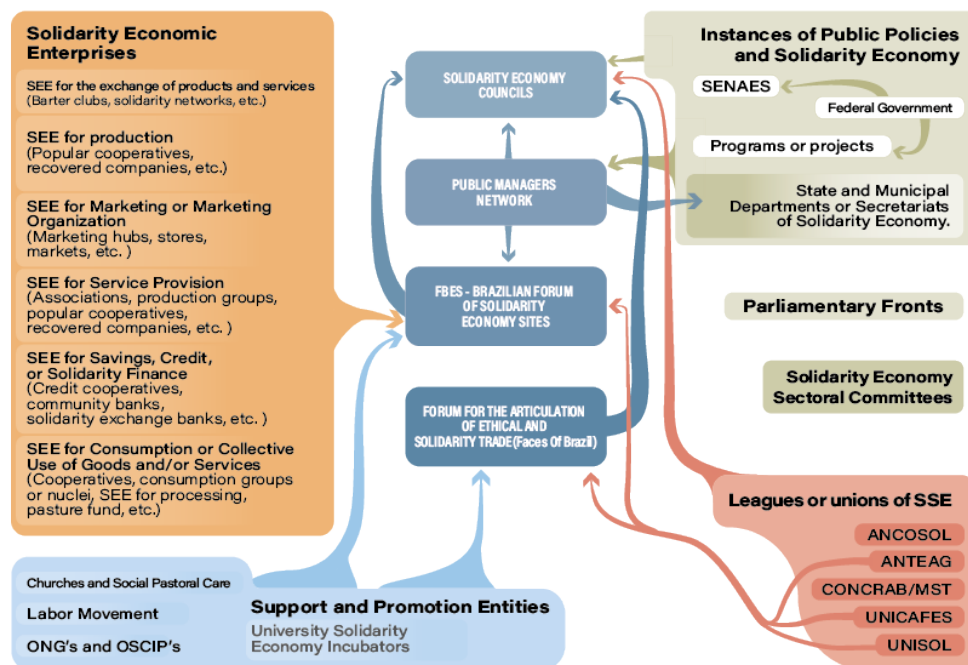 Solidarity Economic
Enterprises
SEE for the exchange of products and services
(Barter clubs, solidarity networks, etc.)
SEE for production
(Popular cooperatives,
recovered companies, etc.)
SEE for Marketing or Marketing
Organization
(Marketing hubs, stores,
markets, etc. )
SEE for Service Provision
(Associations, production groups,
popular cooperatives,
recovered companies, etc. )
SEE for Savings, Credit,
or Solidarity Finance
(Credit cooperatives,
community banks,
solidarity exchange banks, etc. )
SEE for Consumption or Collective
Use of Goods and/or Services
(Cooperatives, consumption groups
or nuclei, SEE for processing,
pasture fund, etc.)
Churches and Social Pastoral Care
Labor Movement
ONG's and OSCIP's
Support and Promotion Entities
University Solidarity
Economy Incubators
SOLIDARITY ECONOMY
COUNCILS
PUBLIC MANAGERS
NETWORK
FBES - BRAZILIAN FORUM
OF SOLIDARITY
ECONOMY SITES
FORUM FOR THE ARTICULATION
OF ETHICAL AND
SOLIDARITY TRADE(Faces Of Brazil)
Instances of Public Policies
and Solidarity Economy
SENAES
Federal Government
Programs or projects
State and Municipal
Departments or Secretariats
of Solidarity Economy.
Parliamentary Fronts
Solidarity Economy
Sectoral Committees
Leagues or unions of SSE
ANCOSOL
ANTEAG
CONCRAB/MST
UNICAFES
UNISOL